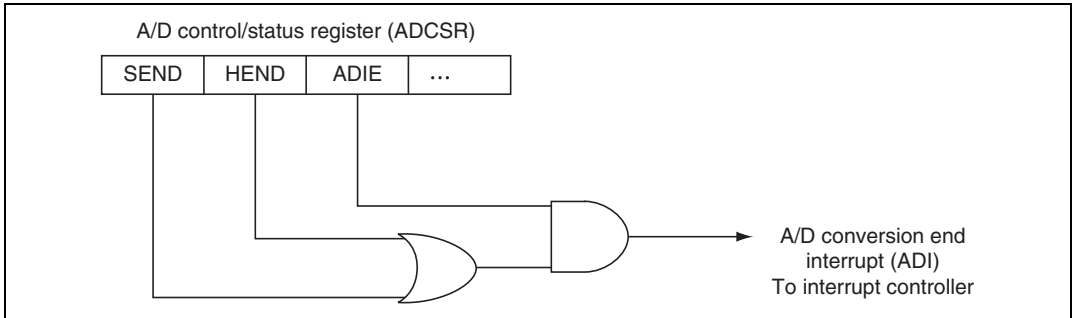 A/D control/status register (ADCSR)
SEND HEND ADIE ...
A/D conversion end
interrupt (ADI)
To interrupt controller